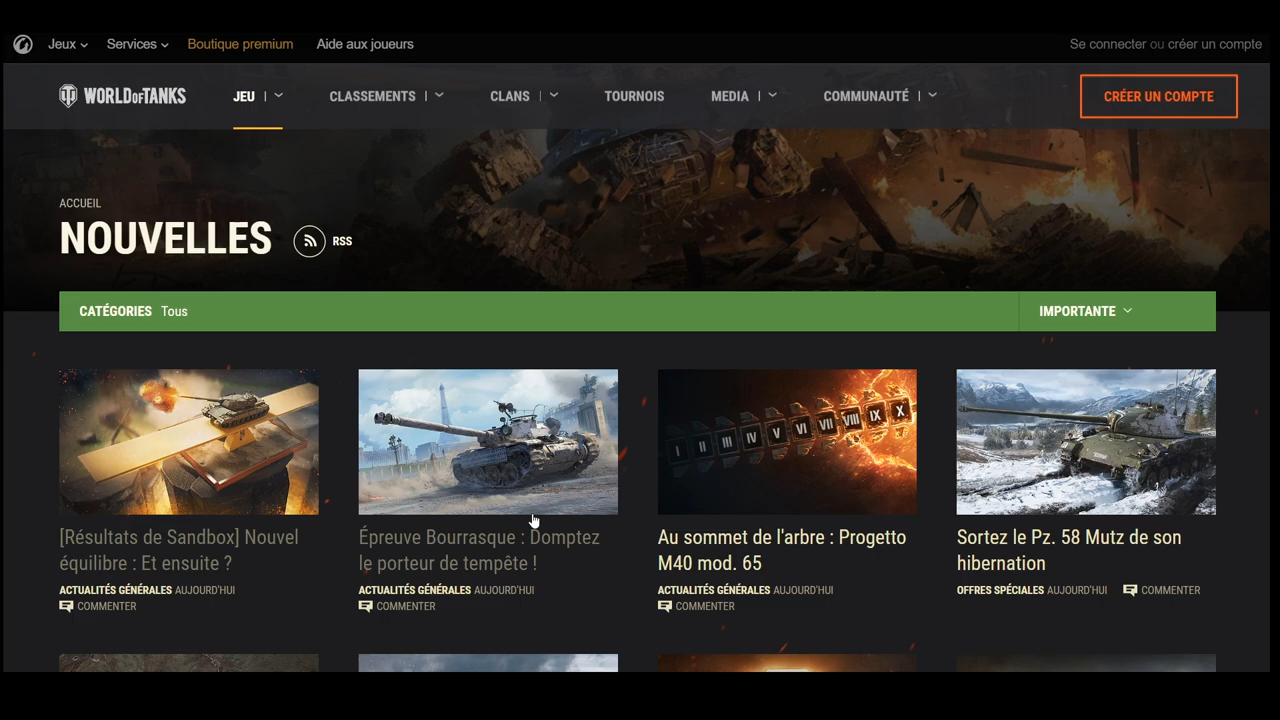 Jeux Services Boutique premium Aide aux joueurs Se connecter ou créer un compte
WORLD OF TANKS JEU CLASSEMENTS CLANS TOURNOIS MEDIA COMMUNAUTÉ CRÉER UN COMPTE
ACCUEIL
NOUVELLES RSS
CATÉGORIES Tous IMPORTANTE
I II III IV V VI VII VIII IX X
[Résultats de Sandbox] Nouvel
équilibre : Et ensuite ?
ACTUALITÉS GÉNÉRALES AUJOURD'HUI
COMMENTER
Épreuve Bourrasque : Domptez
le porteur de tempête !
ACTUALITÉS GÉNÉRALES AUJOURD'HUI
COMMENTER
Au sommet de l'arbre : Progetto
M40 mod. 65
ACTUALITÉS GÉNÉRALES AUJOURD'HUI
COMMENTER
Sortez le Pz. 58 Mutz de son
hibernation
OFFRES SPÉCIALES AUJOURD'HUI COMMENTER